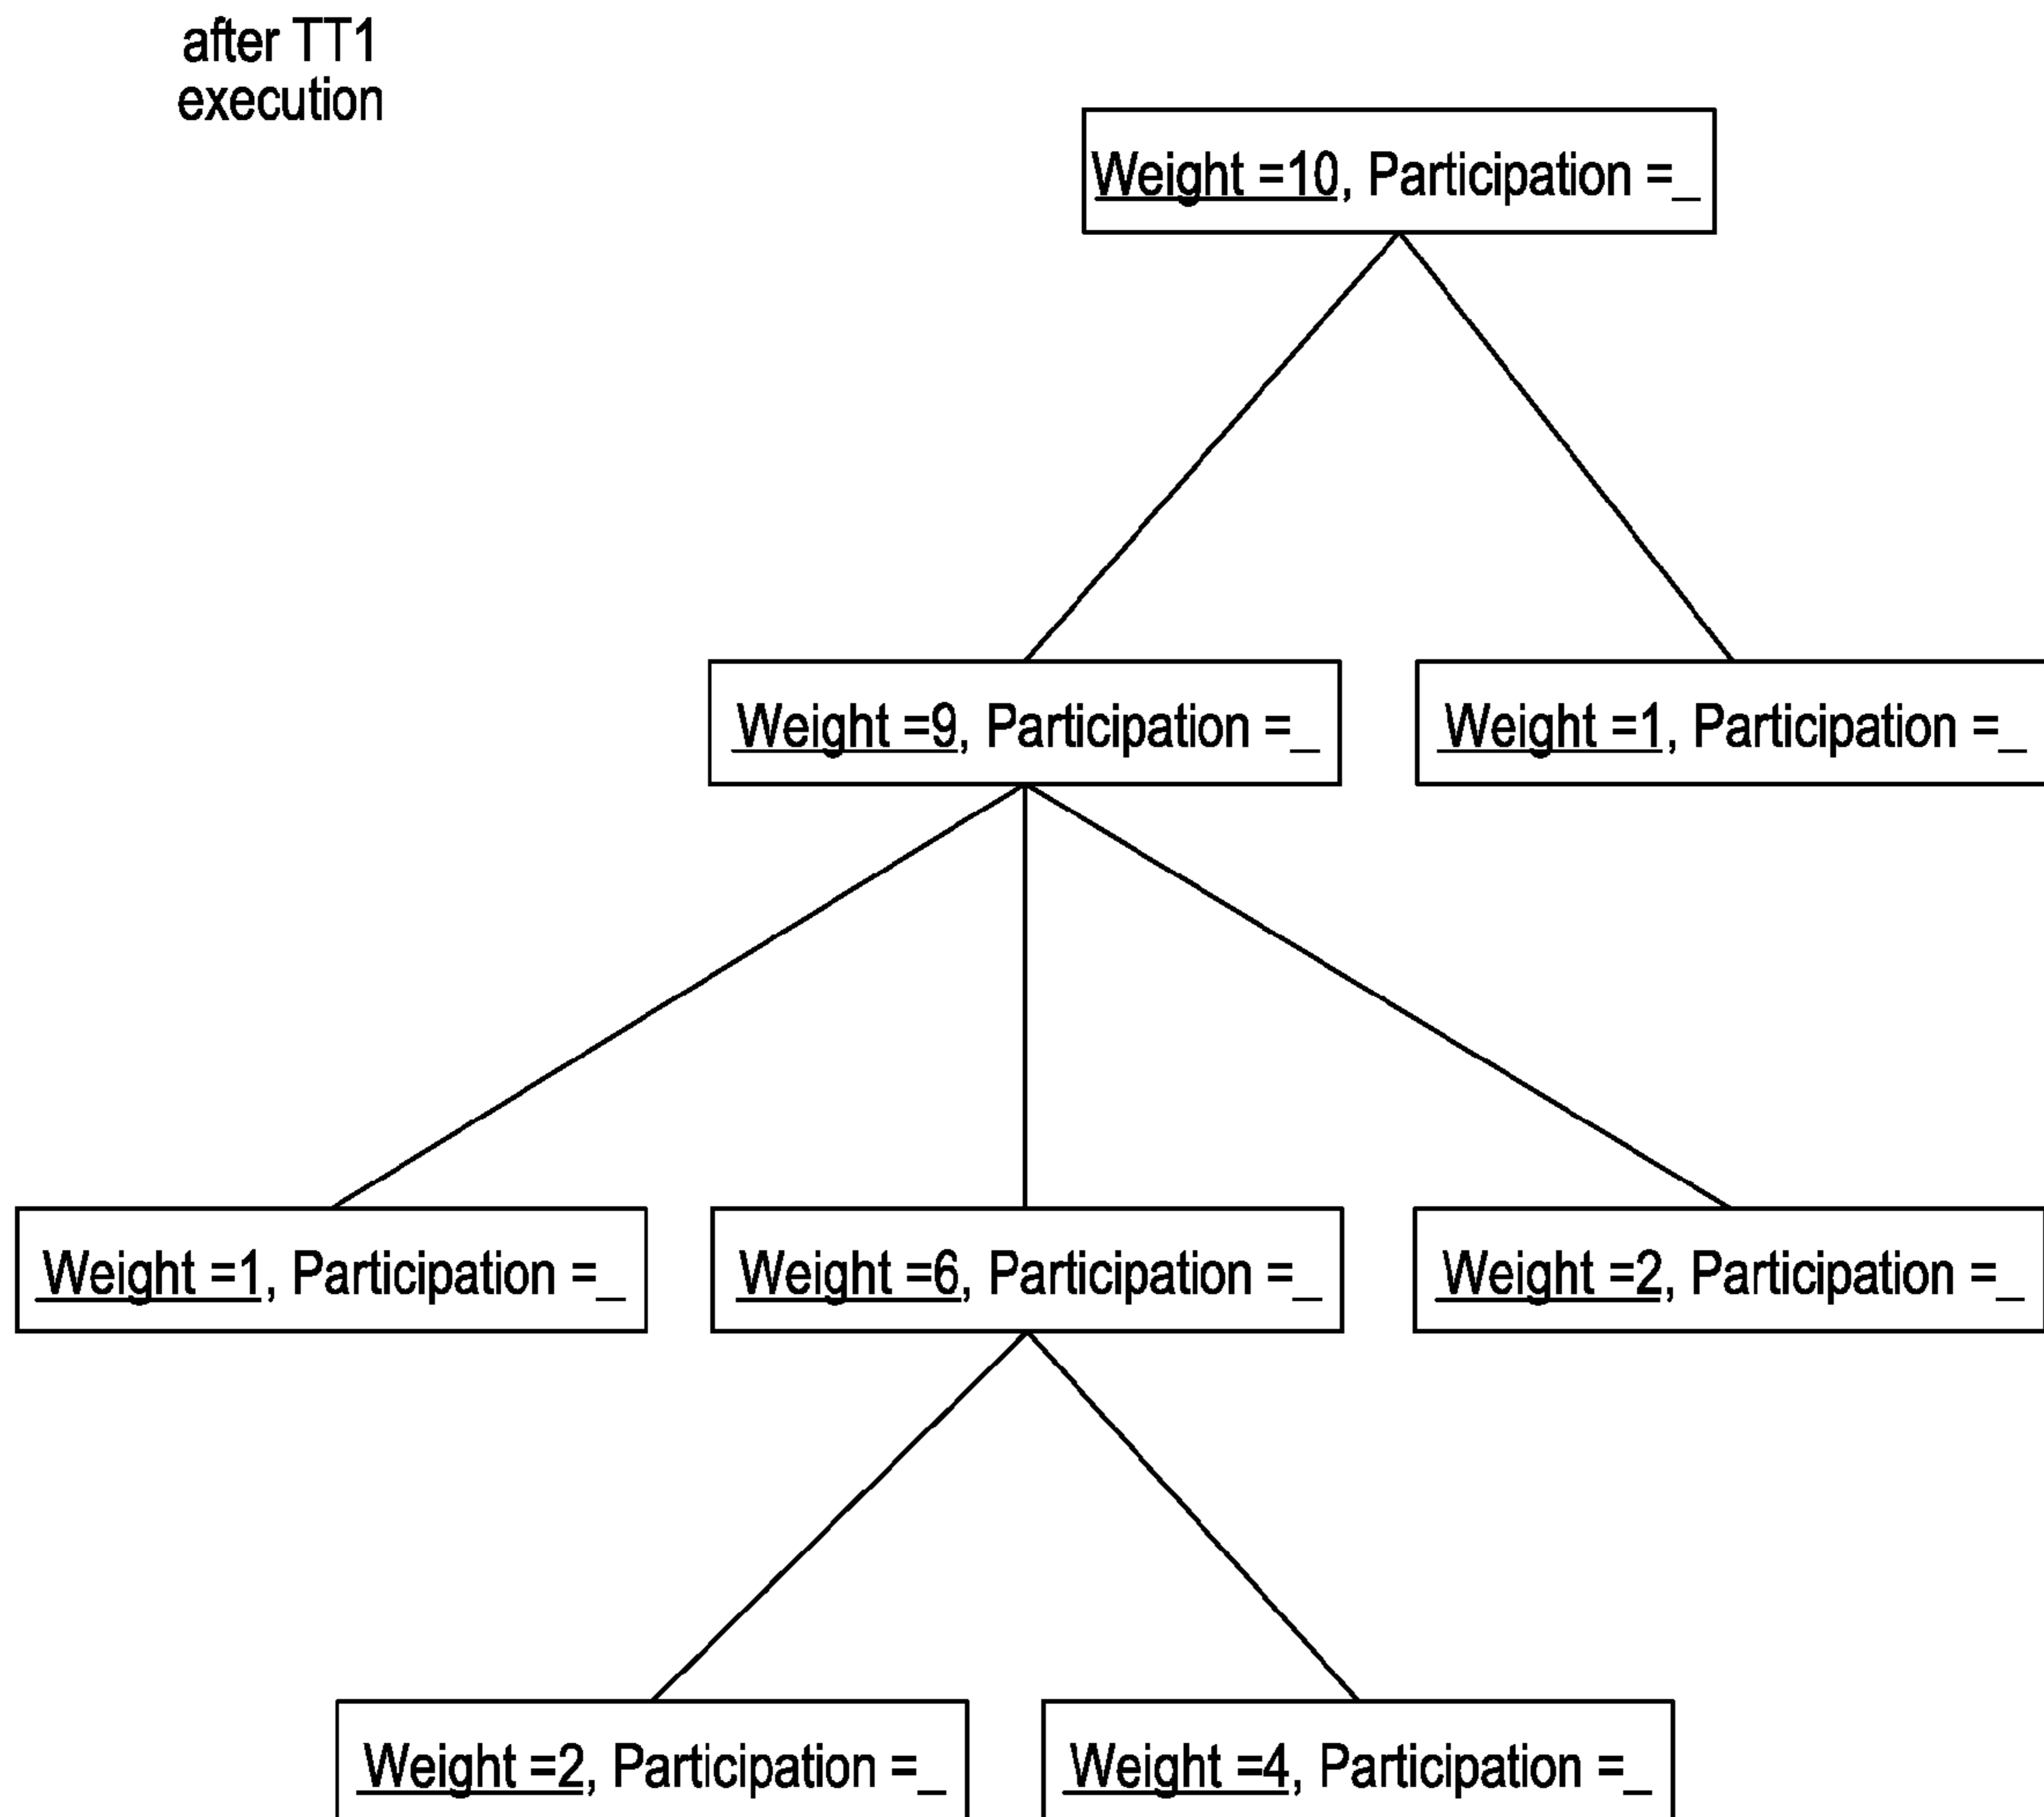 after TT1
execution
Weight =10, Participation =_
Weight =9, Participation =_
Weight =1, Participation =_
Weight =1, Participation =_
Weight =6, Participation =_
Weight =2, Participation =_
Weight =2, Participation =_
Weight =4, Participation =_